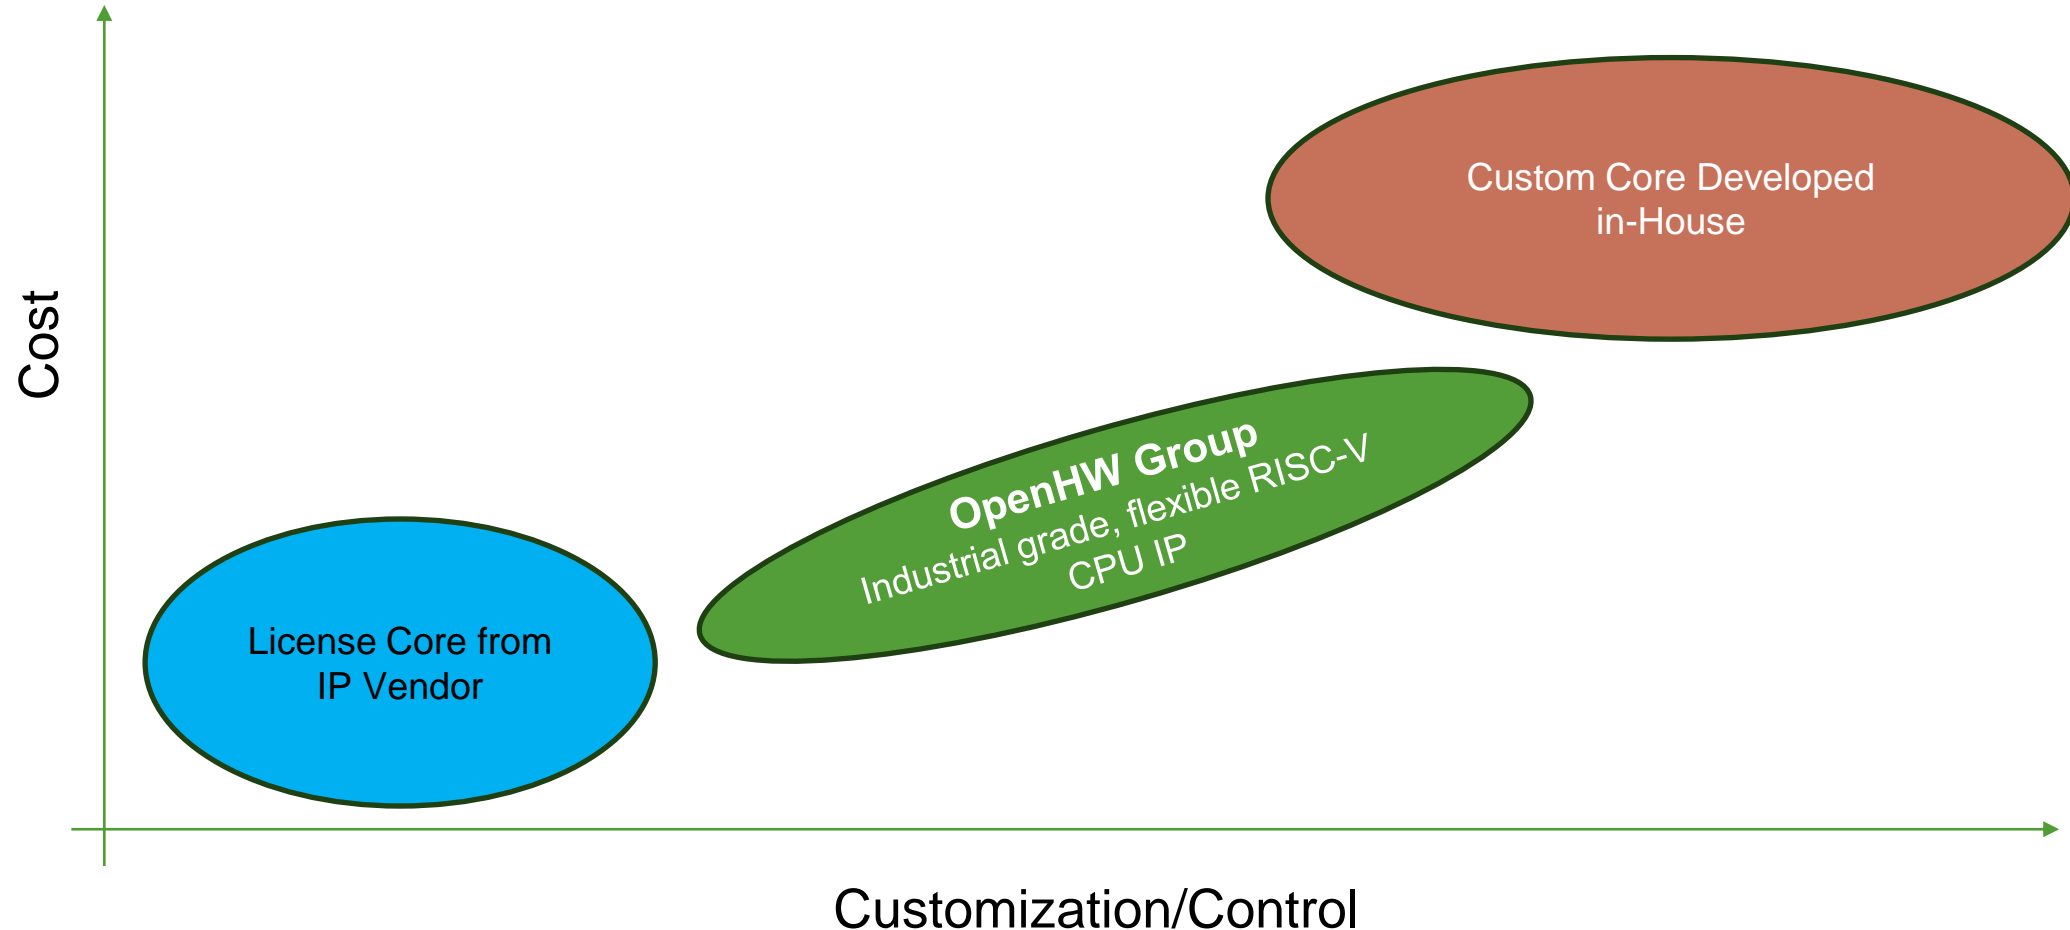 Cost
Custom Core Developed
in-House
OpenHW Group
Industrial grade, flexible RISC-V
CPU IP
License Core from
IP Vendor
Customization/Control